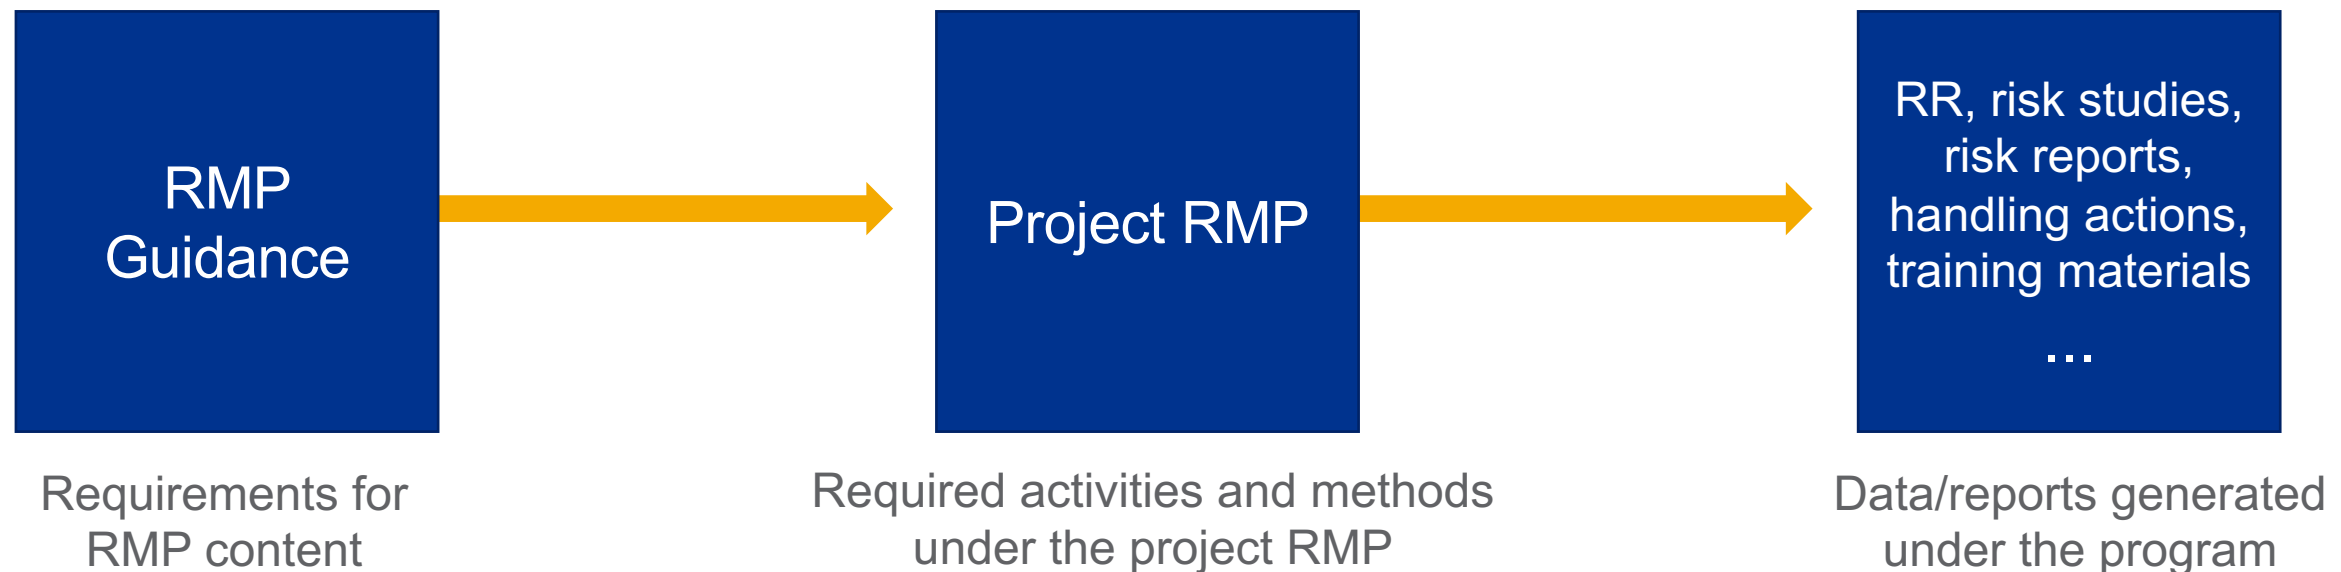 RMP
Guidance
Project RMP
RR, risk studies,
risk reports,
handling actions,
training materials
...
Requirements for
RMP content
Required activities and methods
under the project RMP
Data/reports generated
under the program